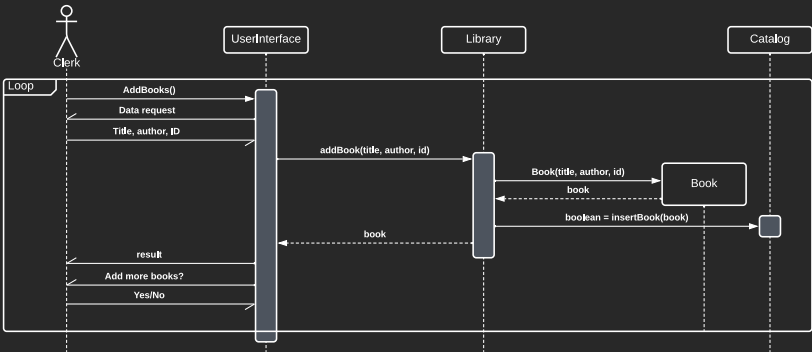 UserInterface
Library
Catalog
Clerk
Loop
AddBooks()
Data request
Title, author, ID
addBook(title, author, id)
Book(title, author, id)
Book
book
boolean = insertBook(book)
book
result
Add more books?
Yes/No